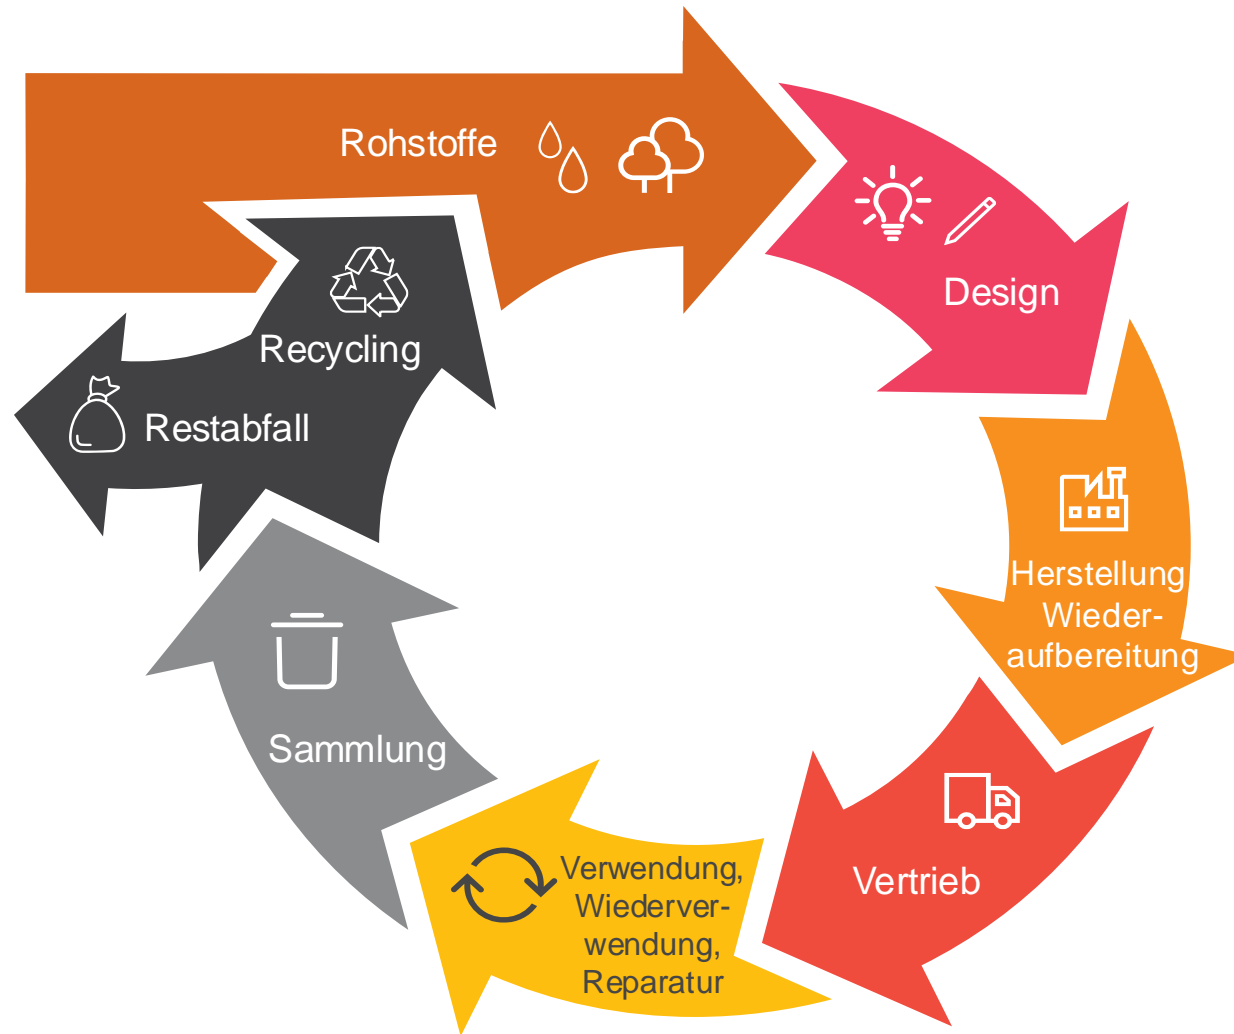 Rohstoffe
Design
Herstellung
Wieder-
aufbereitung
Vertrieb
Verwendung,
Wiederver-
wendung,
Reparatur
Sammlung
Recycling
Restabfall